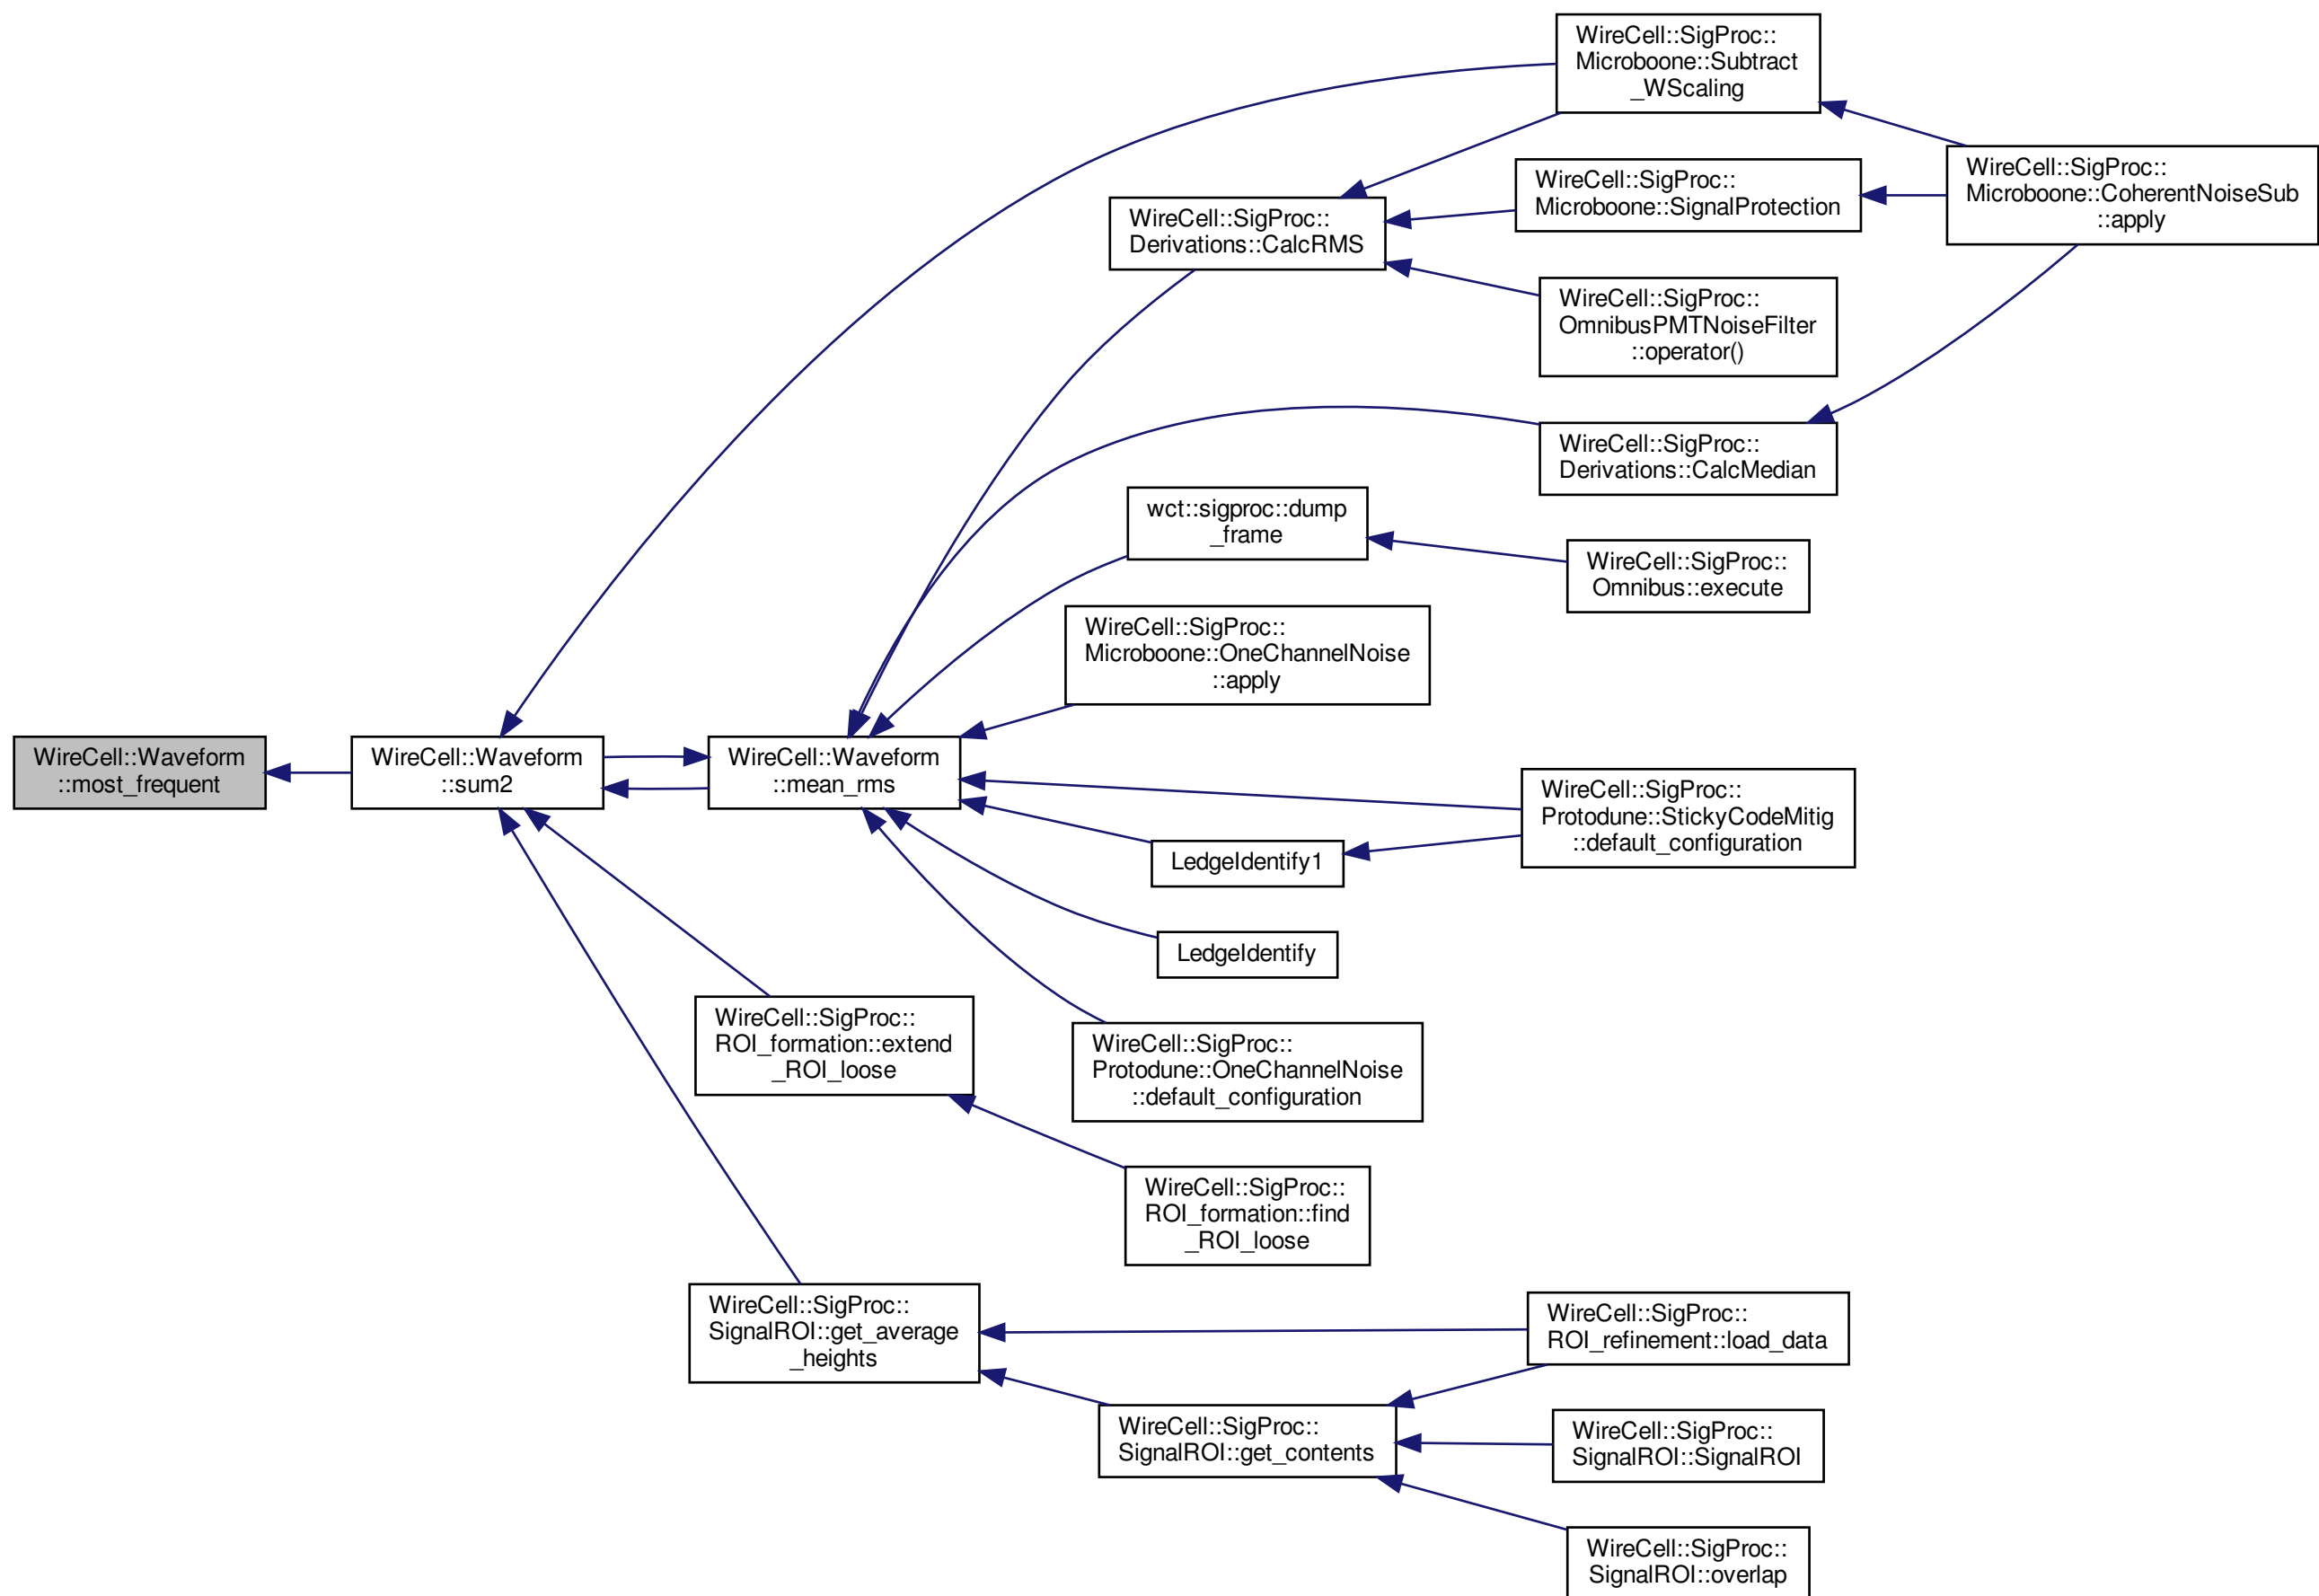 WireCell::SigProc::
Microboone::Subtract
_WScaling
WireCell::SigProc::
Microboone::CoherentNoiseSub
::apply
WireCell::SigProc::
Microboone::SignalProtection
WireCell::SigProc::
Derivations::CalcRMS
WireCell::SigProc::
OmnibusPMTNoiseFilter
::operator()
WireCell::SigProc::
Derivations::CalcMedian
wct::sigproc::dump
_frame
WireCell::SigProc::
Omnibus::execute
WireCell::SigProc::
Microboone::OneChannelNoise
::apply
WireCell::Waveform
::most_frequent
WireCell::Waveform
::sum2
WireCell::Waveform
::mean_rms
WireCell::SigProc::
Protodune::StickyCodeMitig
::default_configuration
LedgeIdentify1
LedgeIdentify
WireCell::SigProc::
ROI_formation::extend
_ROI_loose
WireCell::SigProc::
Protodune::OneChannelNoise
::default_configuration
WireCell::SigProc::
ROI_formation::find
_ROI_loose
WireCell::SigProc::
SignalROI::get_average
_heights
WireCell::SigProc::
ROI_refinement::load_data
WireCell::SigProc::
SignalROI::get_contents
WireCell::SigProc::
SignalROI::SignalROI
WireCell::SigProc::
SignalROI::overlap